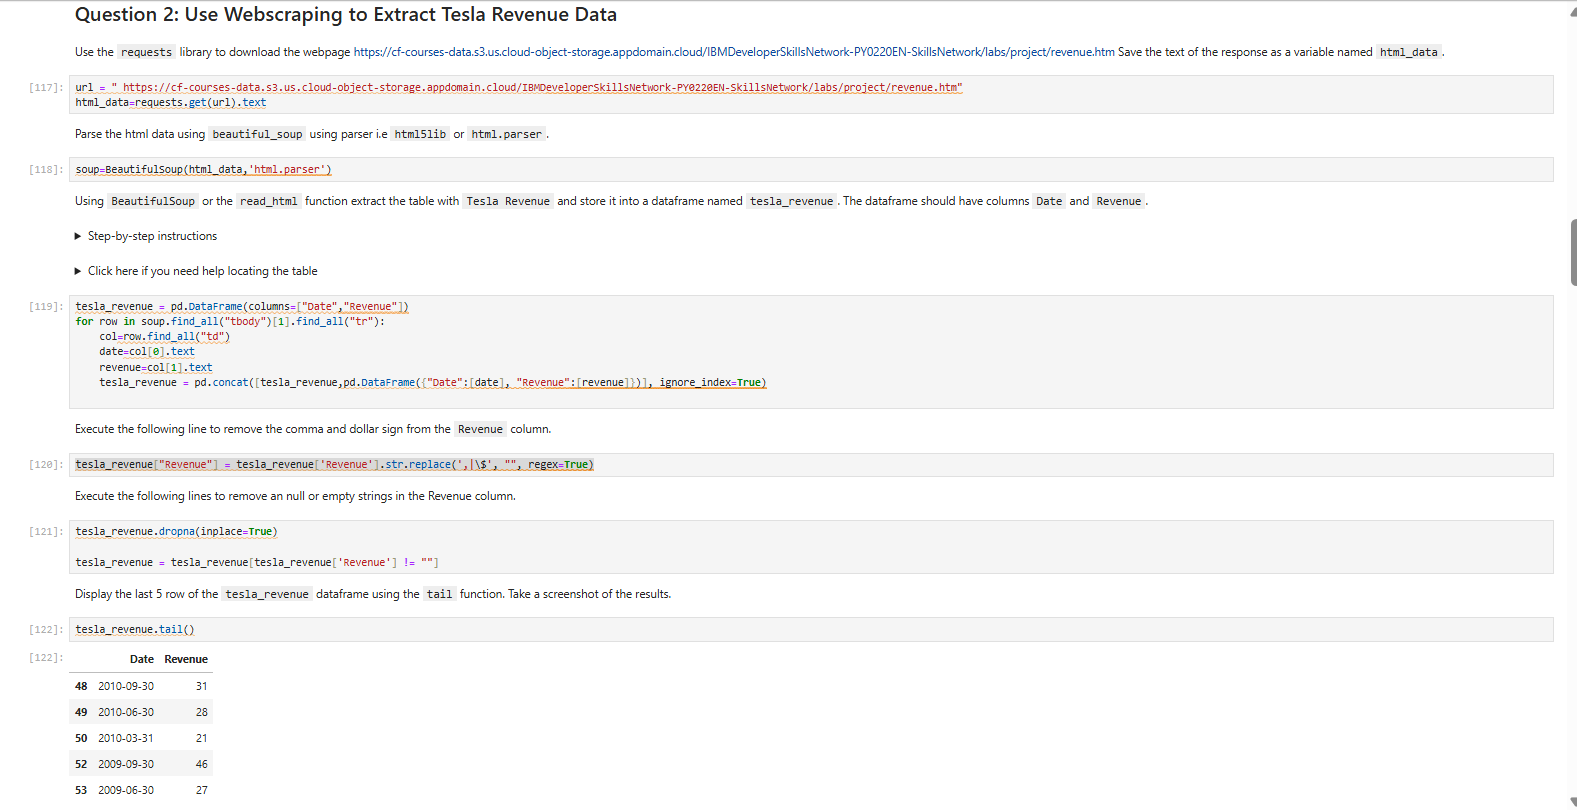 Question 2: Use Webscraping to Extract Tesla Revenue Data
Use the requests library to download the webpage https://cf-courses-data.s3.us.cloud-object-storage.appdomain.cloud/IBMDeveloperSkillsNetwork-PY0220EN-SkillsNetwork/labs/project/revenue.htm Save the text of the response as a variable named html_data .
[117]: url = " https://cf-courses-data.s3.us.cloud-object-storage.appdomain.cloud/IBMDeveloperSkillsNetwork-PY0220EN-SkillsNetwork/labs/project/revenue.htm"
html_data=requests.get(url).text
Parse the html data using beautiful_soup using parser i.e html5lib or html.parser .
[118]: soup=BeautifulSoup(html_data,'html.parser')
Using BeautifulSoup or the read_html function extract the table with Tesla Revenue and store it into a dataframe named tesla_revenue . The dataframe should have columns Date and Revenue .
▶ Step-by-step instructions
▶ Click here if you need help locating the table
[119]: tesla_revenue = pd.DataFrame(columns=["Date","Revenue"])
for row in soup.find_all("tbody")[1].find_all("tr"):
    col=row.find_all("td")
    date=col[0].text
    revenue=col[1].text
    tesla_revenue = pd.concat([tesla_revenue,pd.DataFrame({"Date":[date], "Revenue":[revenue]})], ignore_index=True)
Execute the following line to remove the comma and dollar sign from the Revenue column.
[120]: tesla_revenue["Revenue"] = tesla_revenue['Revenue'].str.replace(',|\$', "", regex=True)
Execute the following lines to remove an null or empty strings in the Revenue column.
[121]: tesla_revenue.dropna(inplace=True)
tesla_revenue = tesla_revenue[tesla_revenue['Revenue'] != ""]
Display the last 5 row of the tesla_revenue dataframe using the tail function. Take a screenshot of the results.
[122]: tesla_revenue.tail()
[122]: Date Revenue
48 2010-09-30 31
49 2010-06-30 28
50 2010-03-31 21
52 2009-09-30 46
53 2009-06-30 27